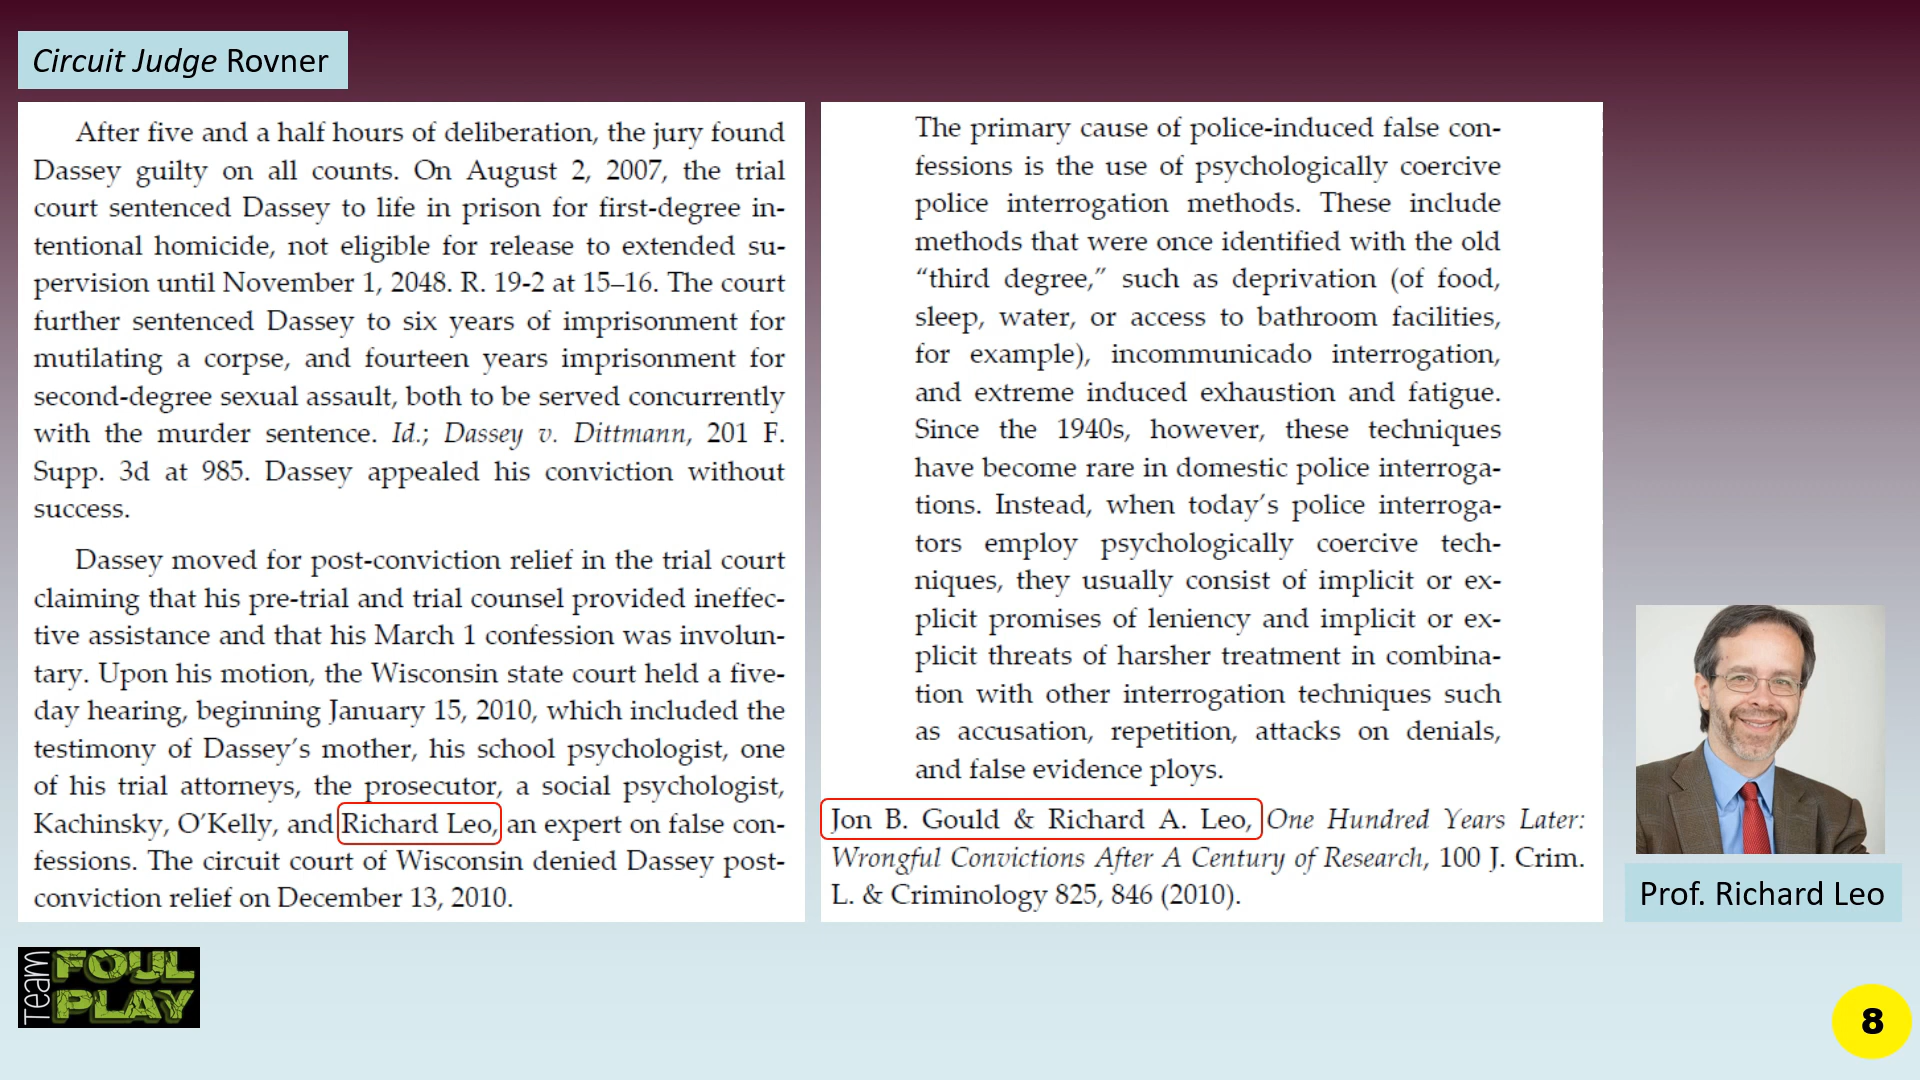 Circuit Judge Rovner
After five and a half hours of deliberation, the jury found
Dassey guilty on all counts. On August 2, 2007, the trial
court sentenced Dassey to life in prison for first-degree in-
tentional homicide, not eligible for release to extended su-
pervision until November 1, 2048. R. 19-2 at 15–16. The court
further sentenced Dassey to six years of imprisonment for
mutilating a corpse, and fourteen years imprisonment for
second-degree sexual assault, both to be served concurrently
with the murder sentence. Id.; Dassey v. Dittmann, 201 F.
Supp. 3d at 985. Dassey appealed his conviction without
success.
Dassey moved for post-conviction relief in the trial court
claiming that his pre-trial and trial counsel provided ineffec-
tive assistance and that his March 1 confession was involun-
tary. Upon his motion, the Wisconsin state court held a five-
day hearing, beginning January 15, 2010, which included the
testimony of Dassey's mother, his school psychologist, one
of his trial attorneys, the prosecutor, a social psychologist,
Kachinsky, O'Kelly, and Richard Leo, an expert on false con-
fessions. The circuit court of Wisconsin denied Dassey post-
conviction relief on December 13, 2010.
The primary cause of police-induced false con-
fessions is the use of psychologically coercive
police interrogation methods. These include
methods that were once identified with the old
“third degree,” such as deprivation (of food,
sleep, water, or access to bathroom facilities,
for example), incommunicado interrogation,
and extreme induced exhaustion and fatigue.
Since the 1940s, however, these techniques
have become rare in domestic police interroga-
tions. Instead, when today's police interroga-
tors employ psychologically coercive tech-
niques, they usually consist of implicit or ex-
plicit promises of leniency and implicit or ex-
plicit threats of harsher treatment in combina-
tion with other interrogation techniques such
as accusation, repetition, attacks on denials,
and false evidence ploys.
Jon B. Gould & Richard A. Leo, One Hundred Years Later:
Wrongful Convictions After A Century of Research, 100 J. Crim.
L. & Criminology 825, 846 (2010).
Prof. Richard Leo
Team FOUL
PLAY
8